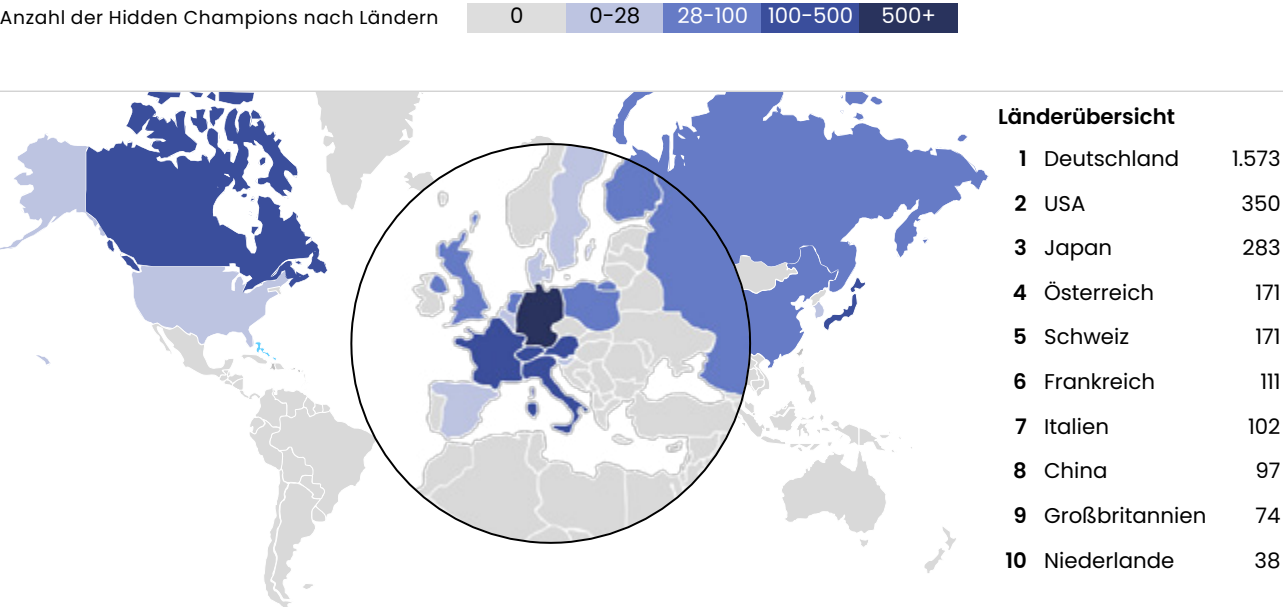 Anzahl der Hidden Champions nach Ländern 0 0-28 28-100 100-500 500+
Länderübersicht
1 Deutschland 1.573
2 USA 350
3 Japan 283
4 Österreich 171
5 Schweiz 171
6 Frankreich 111
7 Italien 102
8 China 97
9 Großbritannien 74
10 Niederlande 38